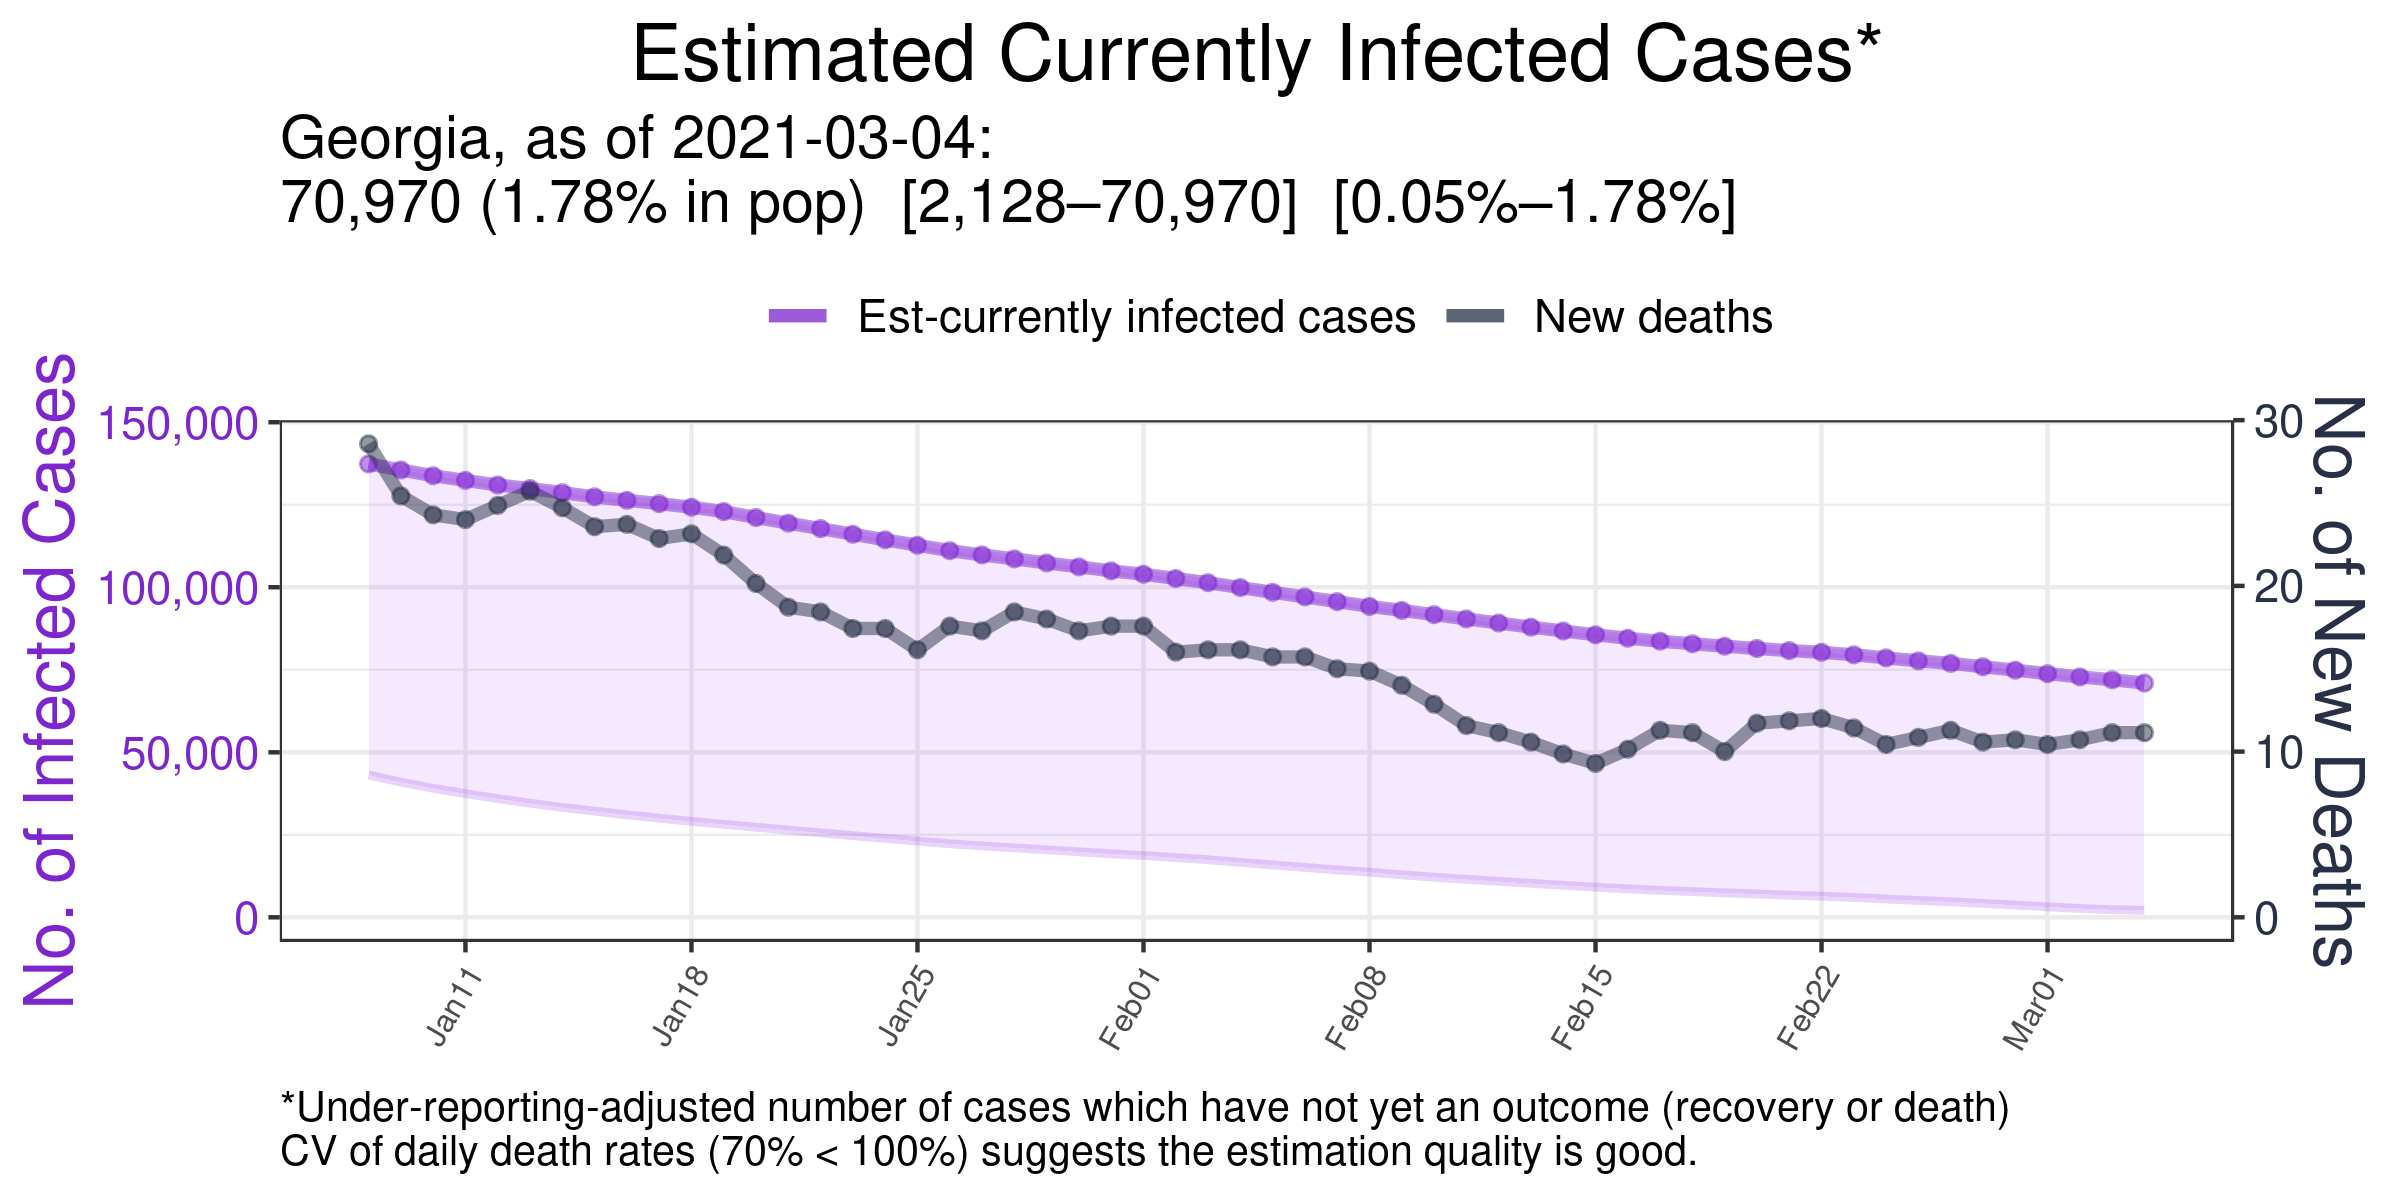 Estimated Currently Infected Cases*
Georgia, as of 2021-03-04:
70,970 (1.78% in pop)  [2,128–70,970]  [0.05%–1.78%]
Est-currently infected cases
New deaths
No. of Infected Cases
150,000
100,000
50,000
0
30
20
10
0
No. of New Deaths
Jan11
Jan18
Jan25
Feb01
Feb08
Feb15
Feb22
Mar01
*Under-reporting-adjusted number of cases which have not yet an outcome (recovery or death)
CV of daily death rates (70% < 100%) suggests the estimation quality is good.